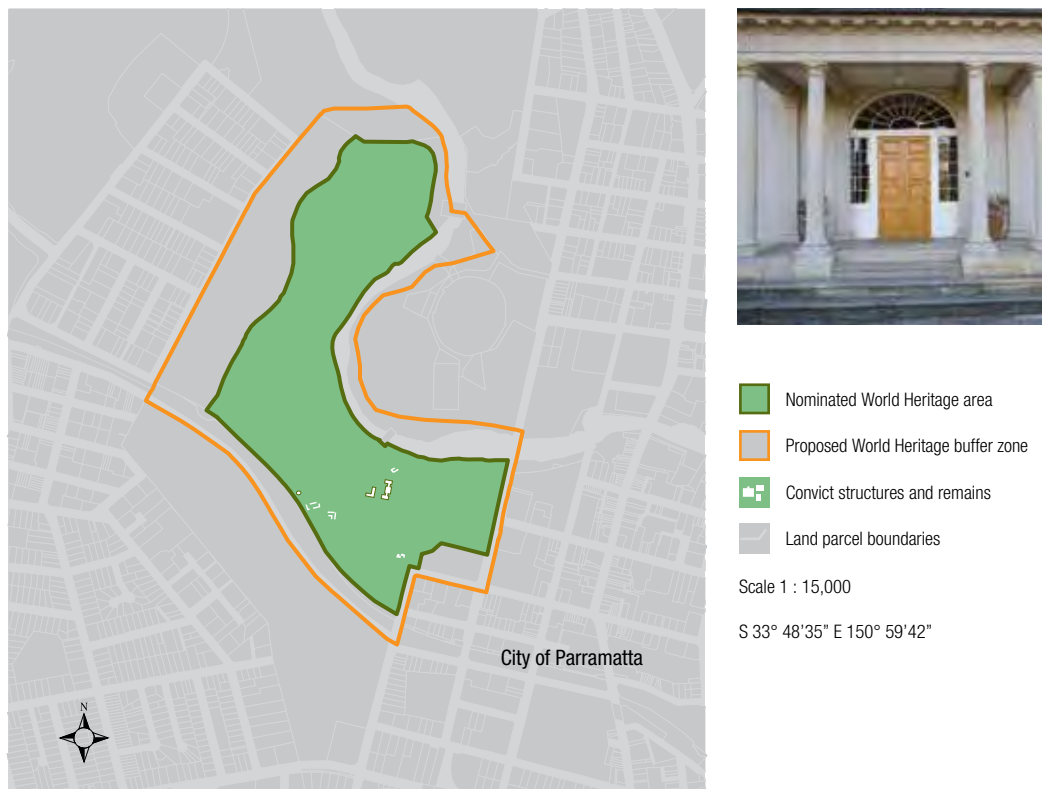 N
City of Parramatta
Nominated World Heritage area
Proposed World Heritage buffer zone
Convict structures and remains
Land parcel boundaries
Scale 1 : 15,000
S 33° 48’35” E 150° 59’42”